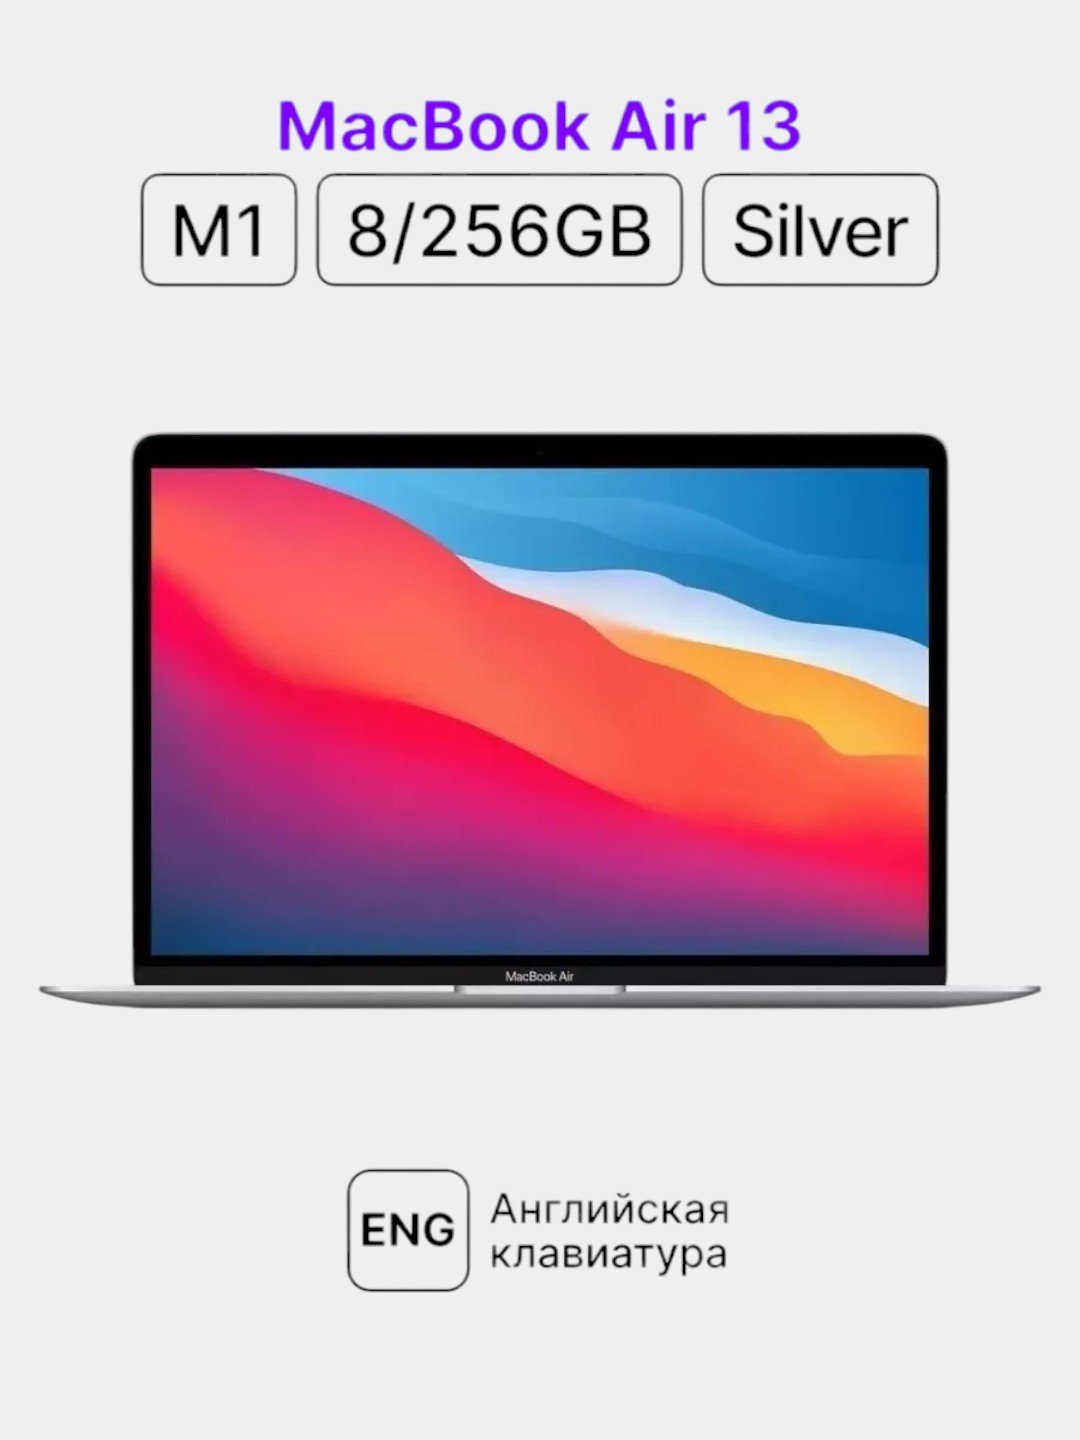 MacBook Air 13
M1 8/256GB Silver
MacBook Air
ENG Английская
клавиатура